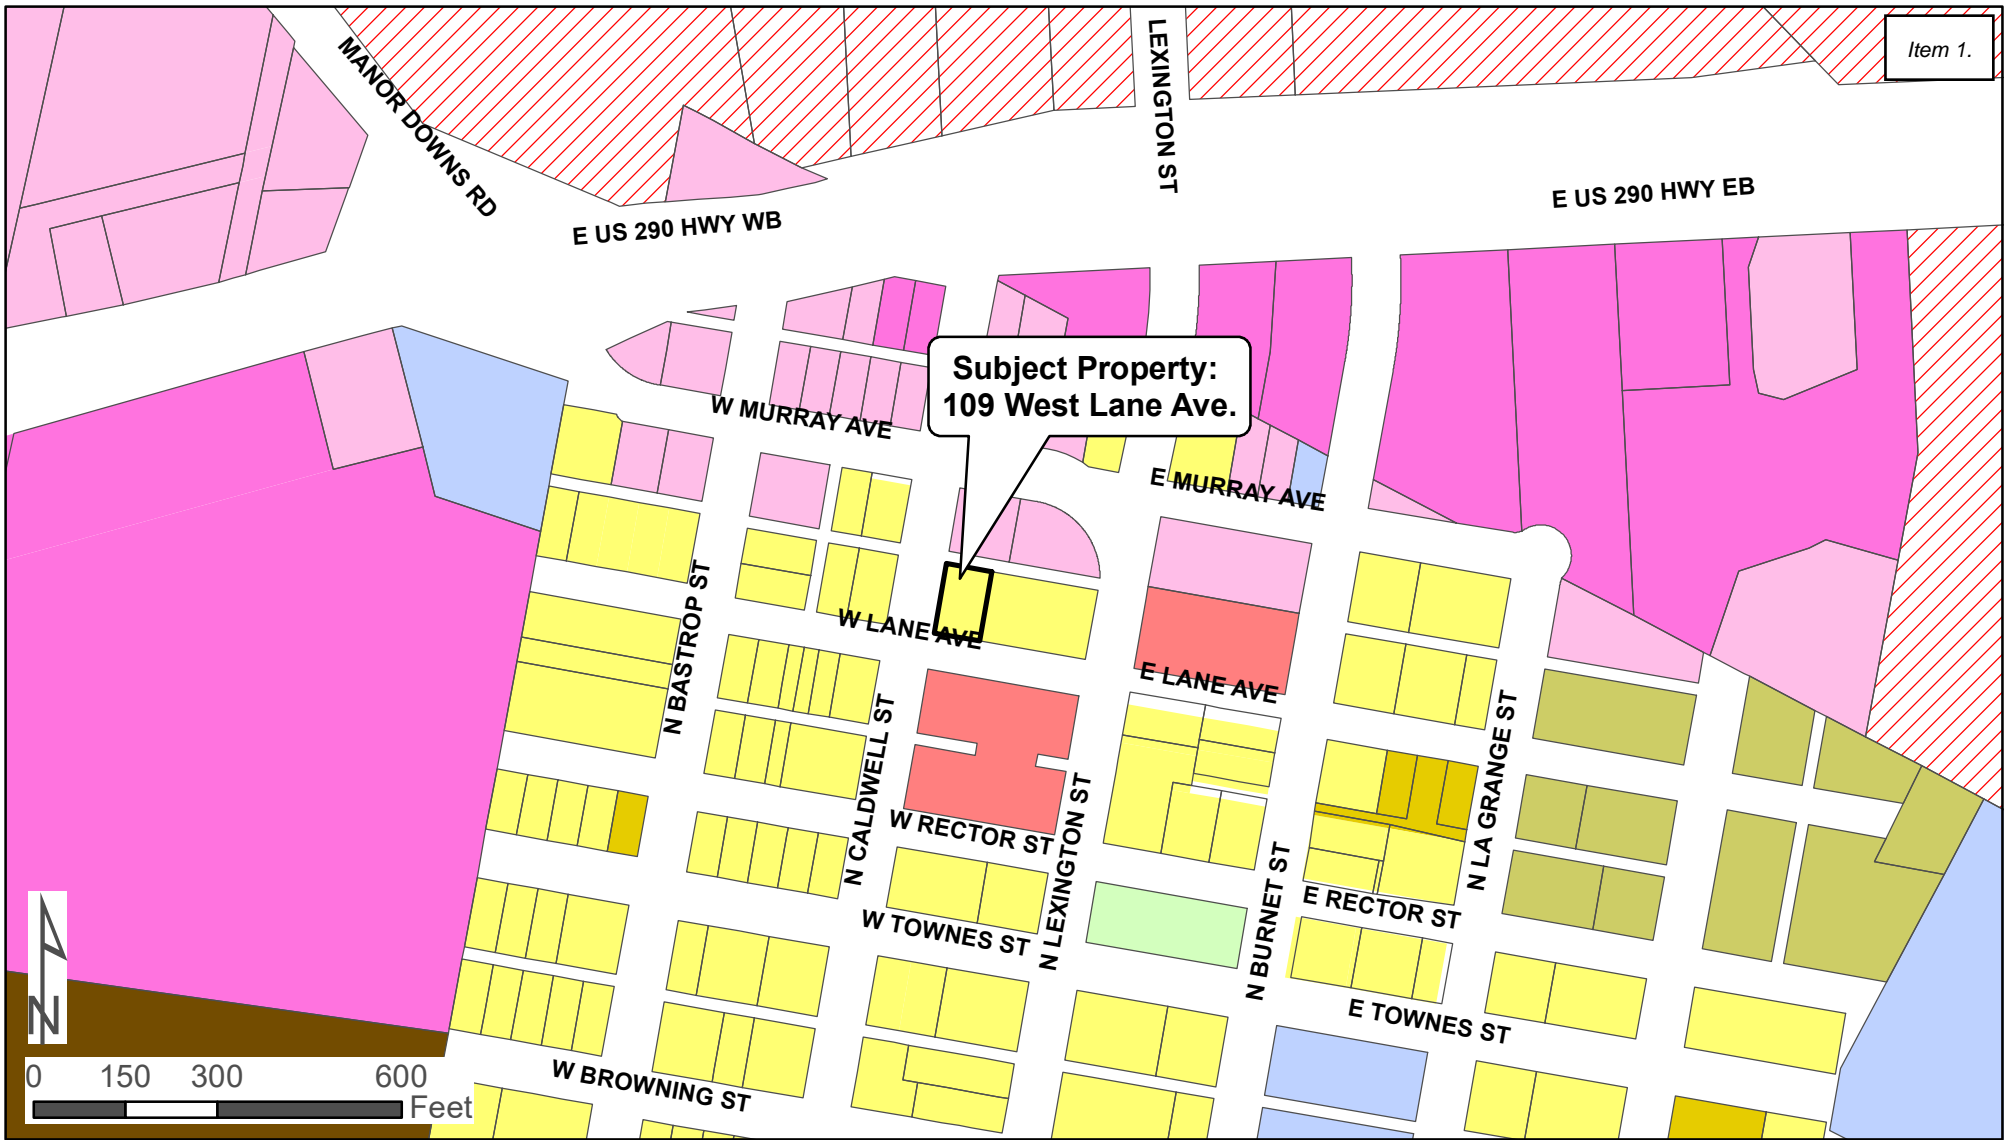 Item 1.
MANOR DOWNS RD
LEXINGTON ST
E US 290 HWY WB
E US 290 HWY EB
Subject Property:
109 West Lane Ave.
W MURRAY AVE
E MURRAY AVE
N BASTROP ST
W LANE AVE
E LANE AVE
N CALDWELL ST
N LA GRANGE ST
W RECTOR ST
N LEXINGTON ST
N BURNET ST
E RECTOR ST
W TOWNES ST
E TOWNES ST
W BROWNING ST
N
0 150 300 600
Feet